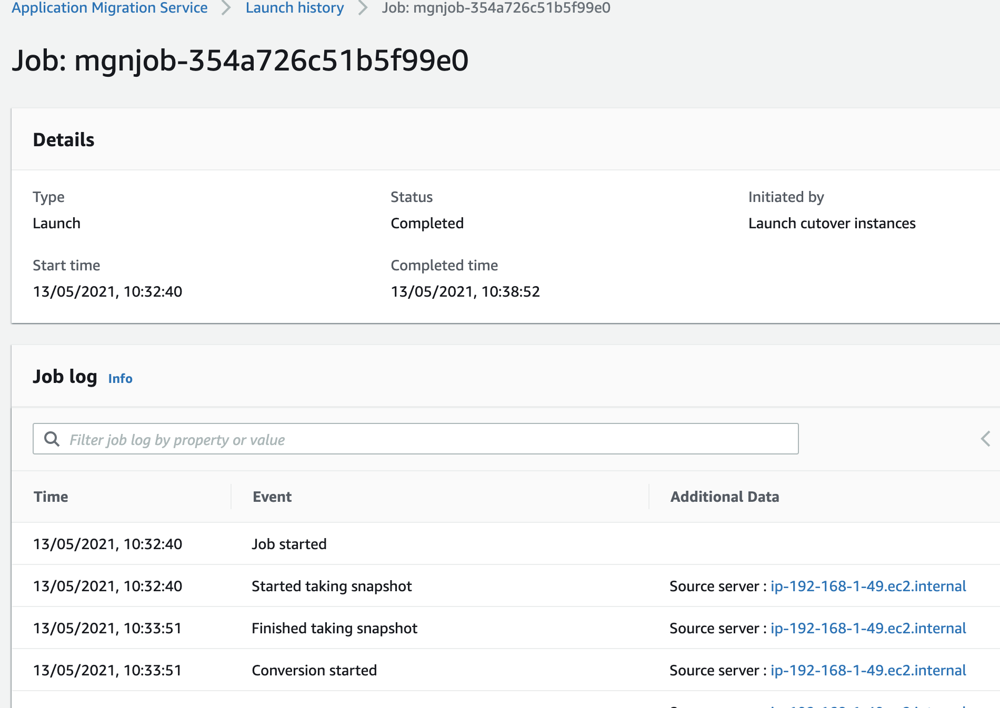 Application Migration Service > Launch history > Job: mgnjob-354a726c51b5f99e0
Job: mgnjob-354a726c51b5f99e0
Details
Type Status Initiated by
Launch Completed Launch cutover instances
Start time Completed time
13/05/2021, 10:32:40 13/05/2021, 10:38:52
Job log Info
Filter job log by property or value
Time Event Additional Data
13/05/2021, 10:32:40 Job started
13/05/2021, 10:32:40 Started taking snapshot Source server : ip-192-168-1-49.ec2.internal
13/05/2021, 10:33:51 Finished taking snapshot Source server : ip-192-168-1-49.ec2.internal
13/05/2021, 10:33:51 Conversion started Source server : ip-192-168-1-49.ec2.internal